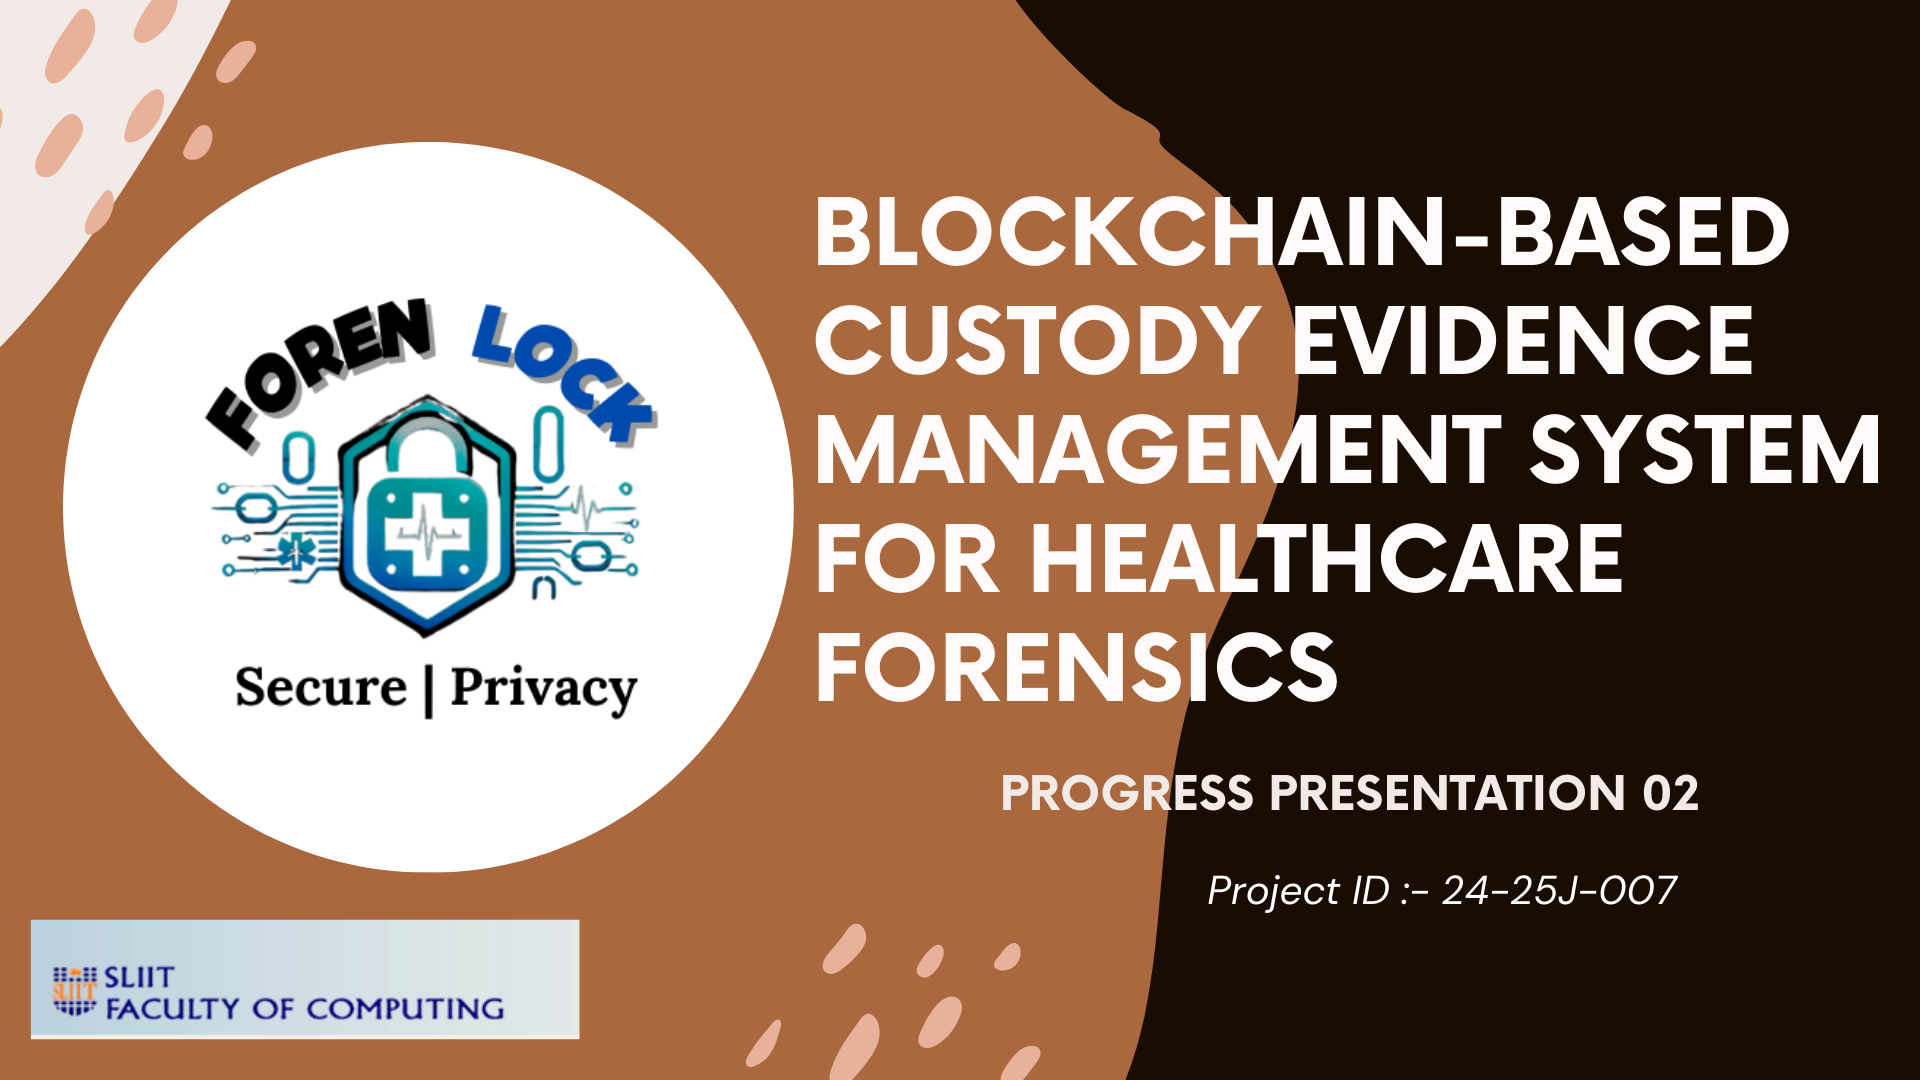 FOREN LOCK
Secure | Privacy
BLOCKCHAIN-BASED
CUSTODY EVIDENCE
MANAGEMENT SYSTEM
FOR HEALTHCARE
FORENSICS
PROGRESS PRESENTATION 02
Project ID :- 24-25J-007
SLIIT
SLIIT
FACULTY OF COMPUTING